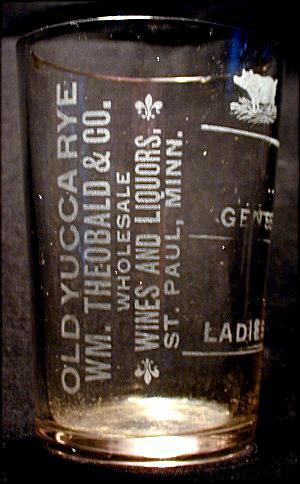 OLD YUCCA RYE
WM. THEOBALD & CO.
WHOLESALE
WINES AND LIQUORS.
ST. PAUL, MINN.
LADIES